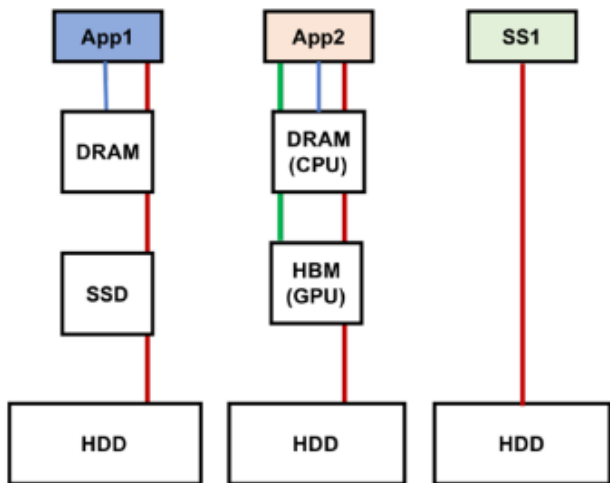 App1
App2
SS1
DRAM
DRAM
(CPU)
SSD
HBM
(GPU)
HDD
HDD
HDD